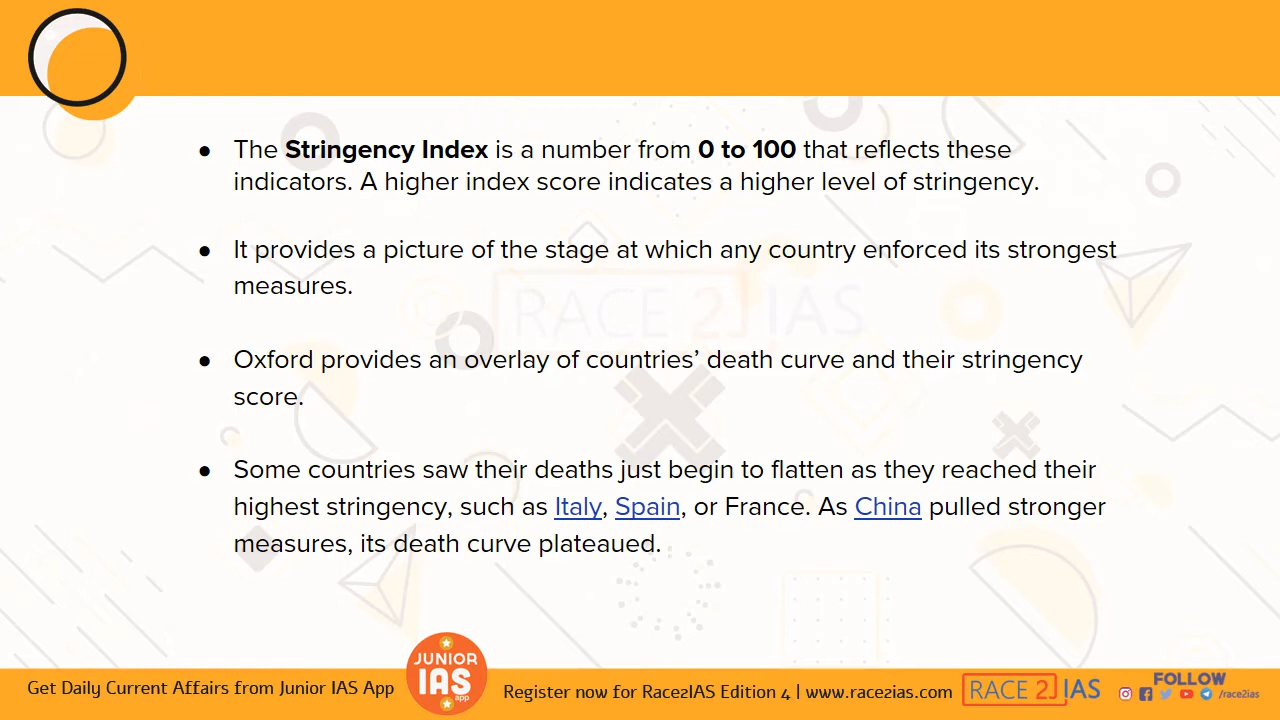 ● The Stringency Index is a number from 0 to 100 that reflects these
indicators. A higher index score indicates a higher level of stringency.
● It provides a picture of the stage at which any country enforced its strongest
measures.
● Oxford provides an overlay of countries’ death curve and their stringency
score.
● Some countries saw their deaths just begin to flatten as they reached their
highest stringency, such as Italy, Spain, or France. As China pulled stronger
measures, its death curve plateaued.
© RACE 2 IAS
Get Daily Current Affairs from Junior IAS App
JUNIOR
IAS
app
Register now for Race2IAS Edition 4 | www.race2ias.com
RACE 2 IAS
FOLLOW
/race2ias